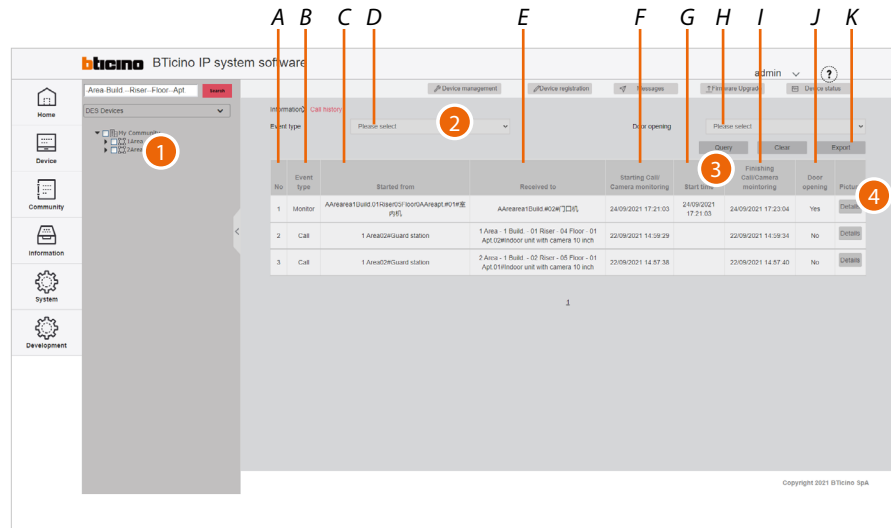 A B C D E F G H I J K
bticino BTicino IP system software
admin
?
Area-Build.-Riser-Floor-Apt Search
Device management Device registration Messages Firmware Upgrade Device status
Home
Device
Community
Information
System
Development
DES Devices
My Community
1Area
2Area
1
Information Call history
Event type Please select 2 Door opening Please select
Query Clear Export
3
No Event type Started from Received to Starting Call/ Camera monitoring Start time Finishing Call/Camera mointoring Door opening Picture
4
1 Monitor AArearea1Build.01Riser05Floor0AAreapt.#01#室内机 AArearea1Build.#02#门口机 24/09/2021 17:21:03 24/09/2021 17:21:03 24/09/2021 17:23:04 Yes Details
2 Call 1 Area02#Guard station 1 Area - 1 Build. - 01 Riser - 04 Floor - 01 Apt.02#Indoor unit with camera 10 inch 22/09/2021 14:59:29 22/09/2021 14:59:34 No Details
3 Call 1 Area02#Guard station 2 Area - 1 Build. - 02 Riser - 05 Floor - 01 Apt.01#Indoor unit with camera 10 inch 22/09/2021 14:57:38 22/09/2021 14:57:40 No Details
1
Copyright 2021 BTicino SpA